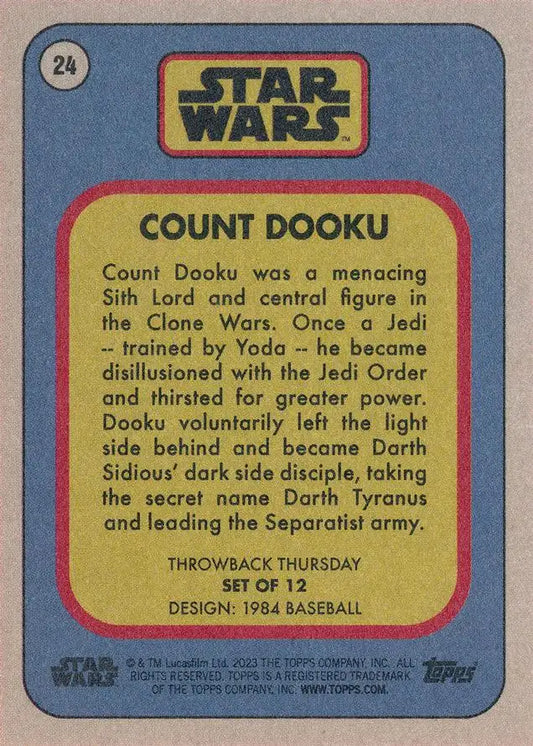 24
STAR
WARS
TM
COUNT DOOKU
Count Dooku was a menacing
Sith Lord and central figure in
the Clone Wars. Once a Jedi
-- trained by Yoda -- he became
disillusioned with the Jedi Order
and thirsted for greater power.
Dooku voluntarily left the light
side behind and became Darth
Sidious’ dark side disciple, taking
the secret name Darth Tyranus
and leading the Separatist army.
THROWBACK THURSDAY
SET OF 12
DESIGN: 1984 BASEBALL
STAR
WARS
© & TM Lucasfilm Ltd. 2023 THE TOPPS COMPANY, INC. ALL
RIGHTS RESERVED. TOPPS IS A REGISTERED TRADEMARK
OF THE TOPPS COMPANY, INC. WWW.TOPPS.COM.
topps